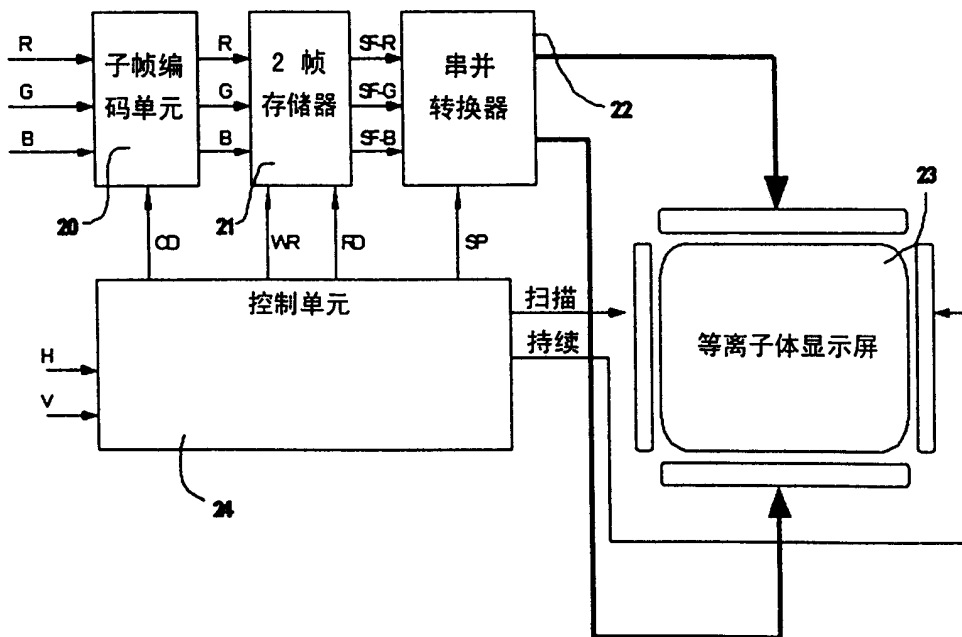 R
G
B
子帧编
码单元
20
R
G
B
2 帧
存储器
21
SF-R
SF-G
SF-B
串并
转换器
22
CD
WR
RD
SP
控制单元
H
V
24
扫描
持续
23
等离子体显示屏